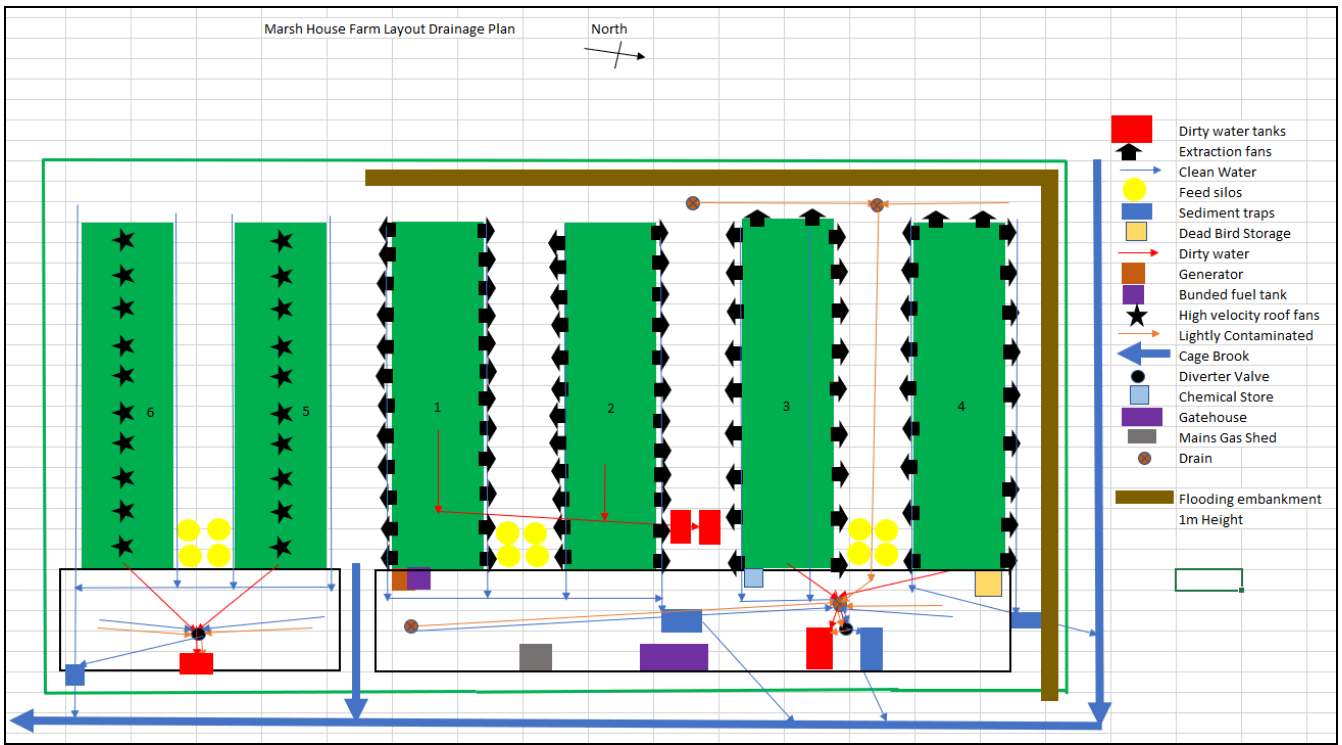 Marsh House Farm Layout Drainage Plan
North
Dirty water tanks
Extraction fans
Clean Water
Feed silos
Sediment traps
Dead Bird Storage
Dirty water
Generator
Bunded fuel tank
High velocity roof fans
Lightly Contaminated
Cage Brook
Diverter Valve
Chemical Store
Gatehouse
Mains Gas Shed
Drain
Flooding embankment
1m Height
6
5
1
2
3
4